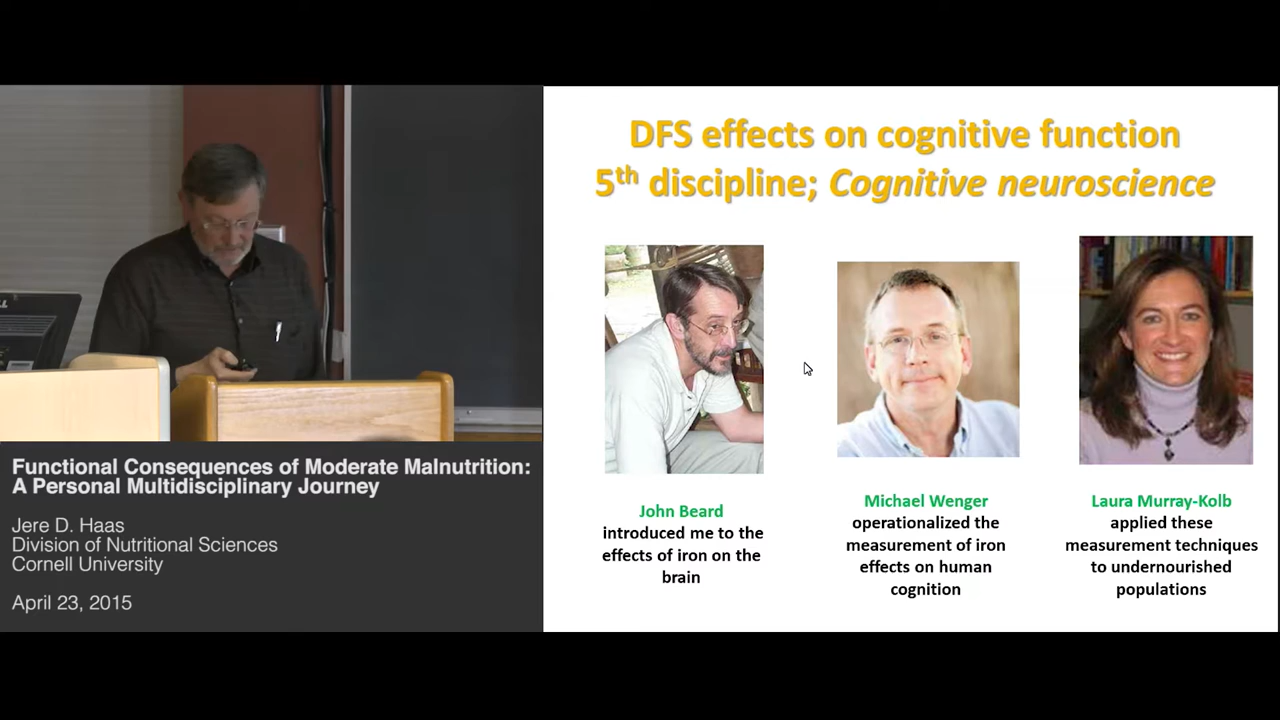 DFS effects on cognitive function
5th discipline; Cognitive neuroscience
John Beard
introduced me to the
effects of iron on the
brain
Michael Wenger
operationalized the
measurement of iron
effects on human
cognition
Laura Murray-Kolb
applied these
measurement techniques
to undernourished
populations
Functional Consequences of Moderate Malnutrition:
A Personal Multidisciplinary Journey
Jere D. Haas
Division of Nutritional Sciences
Cornell University
April 23, 2015